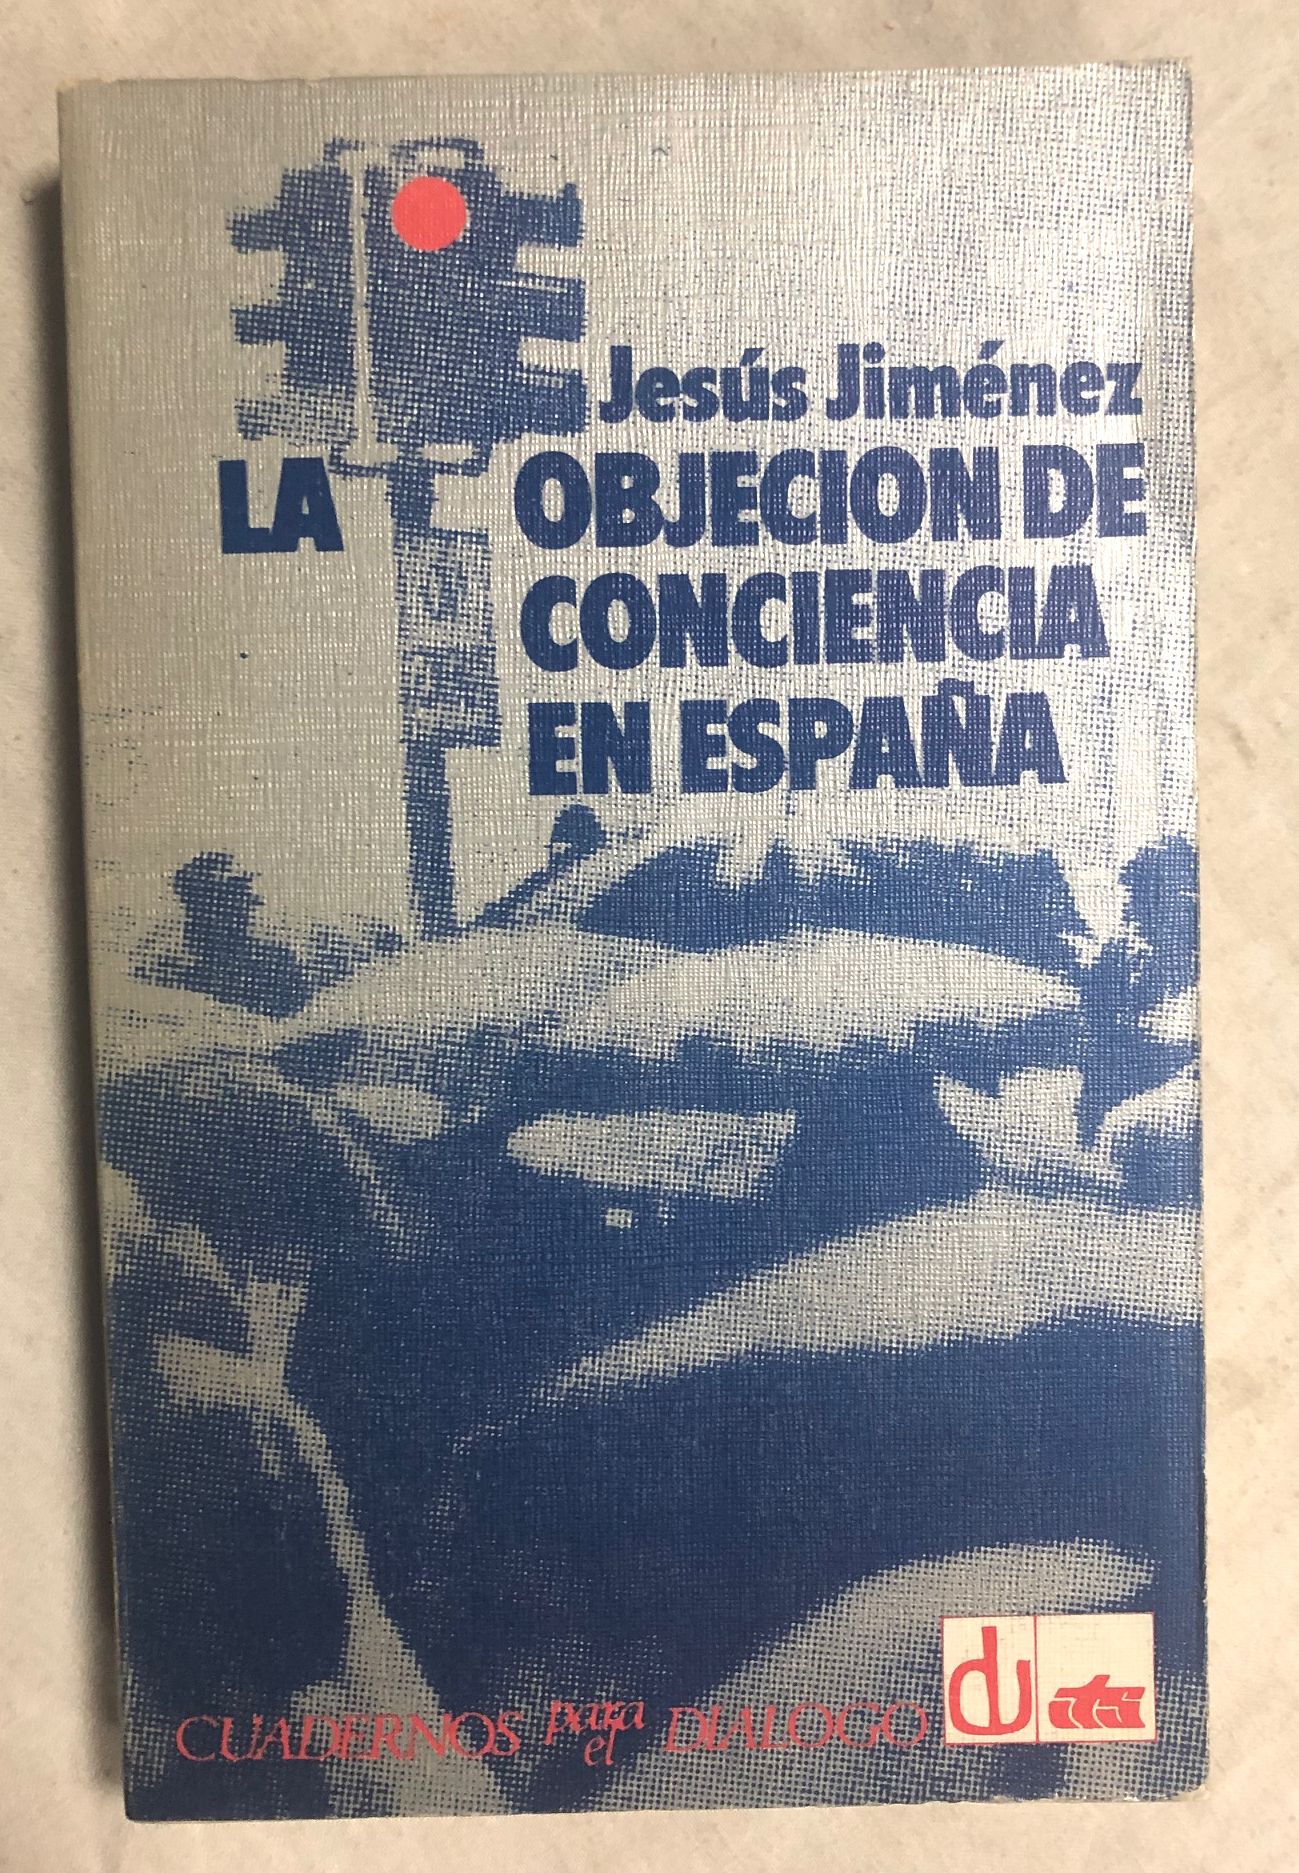 Jesús Jiménez
LA OBJECION DE
CONCIENCIA
EN ESPAÑA
CUADERNOS para el DIALOGO